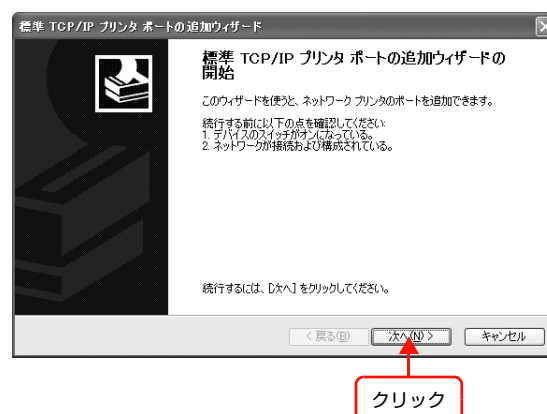 標準 TCP/IP プリンタ ポートの追加ウィザード
標準 TCP/IP プリンタ ポートの追加ウィザードの
開始
このウィザードを使うと、ネットワーク プリンタのポートを追加できます。
続行する前に以下の点を確認してください:
1. デバイスのスイッチがオンになっている。
2. ネットワークが接続および構成されている。
続行するには、[次へ] をクリックしてください。
< 戻る(B)
次へ(N) >
キャンセル
クリック